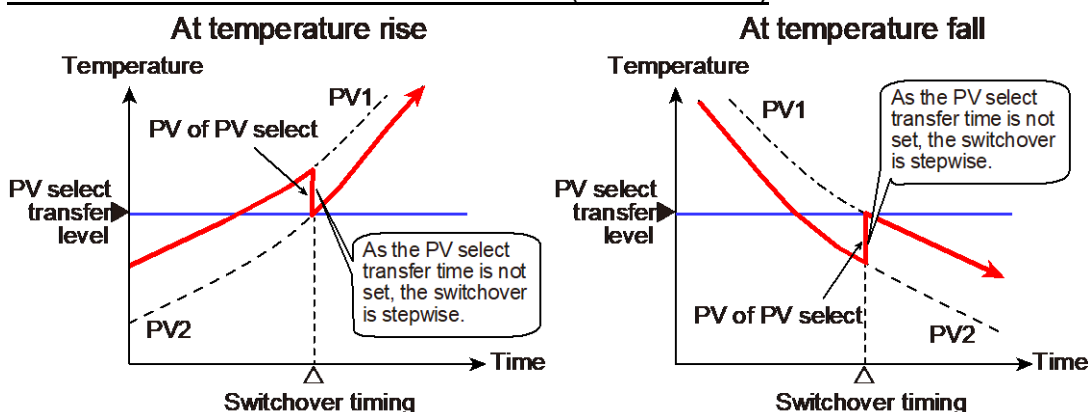 At temperature rise
Temperature
PV1
PV of PV select
PV select
transfer
level
As the PV select
transfer time is not
set, the switchover
is stepwise.
PV2
Time
Switchover timing
At temperature fall
Temperature
PV1
As the PV select
transfer time is not
set, the switchover
is stepwise.
PV select
transfer
level
PV of PV select
PV2
Time
Switchover timing